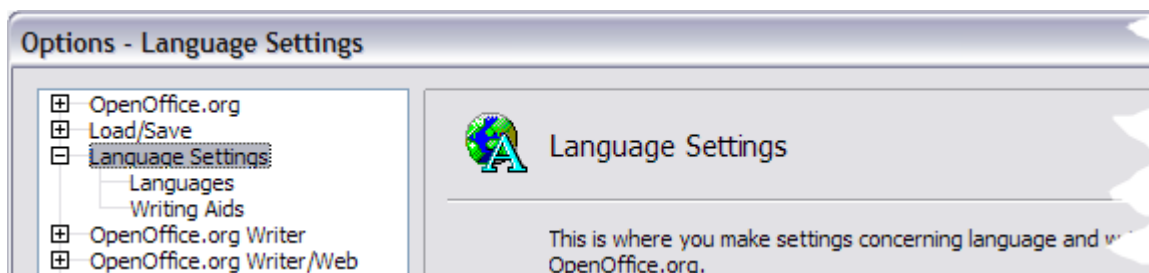 Options - Language Settings
OpenOffice.org
Load/Save
Language Settings
Languages
Writing Aids
OpenOffice.org Writer
OpenOffice.org Writer/Web
Language Settings
This is where you make settings concerning language and
OpenOffice.org.